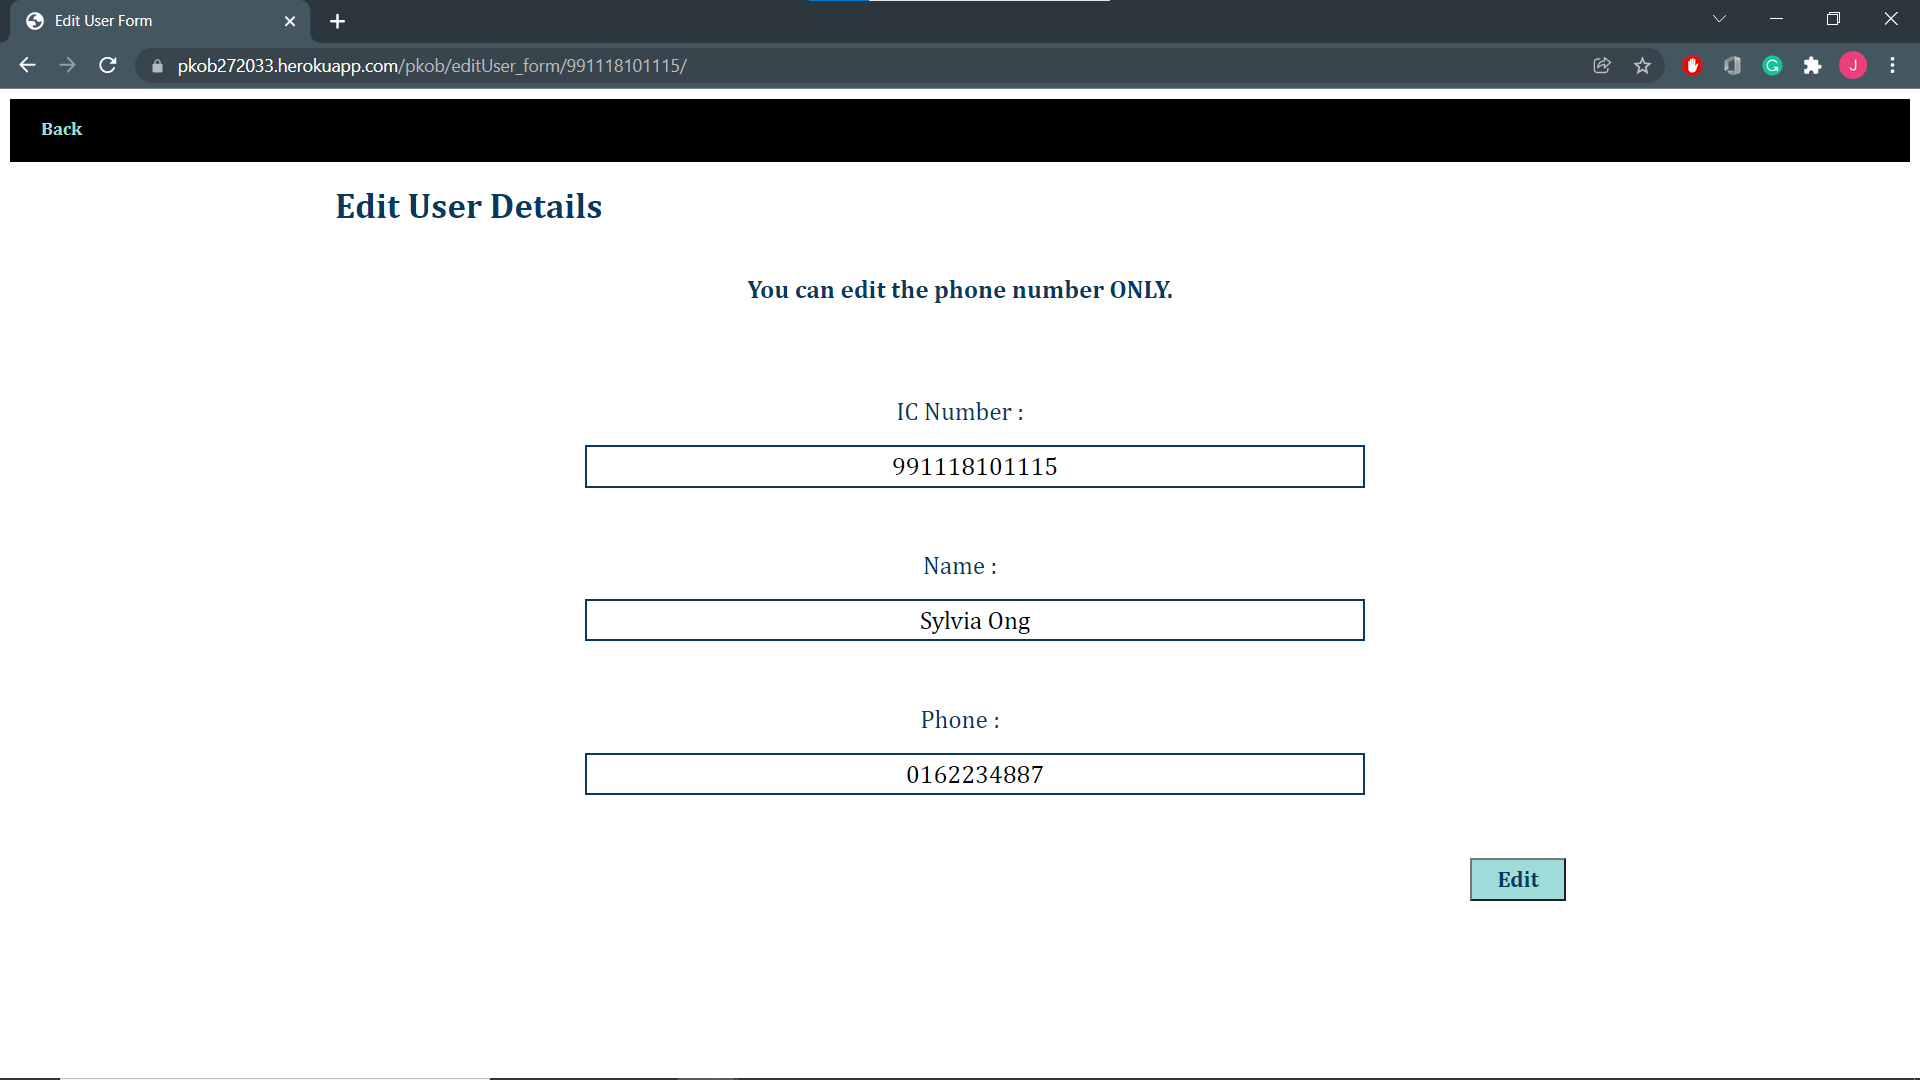 Edit User Form
pkob272033.herokuapp.com/pkob/editUser_form/991118101115/
J
Back
Edit User Details
You can edit the phone number ONLY.
IC Number :
991118101115
Name :
Sylvia Ong
Phone :
0162234887
Edit